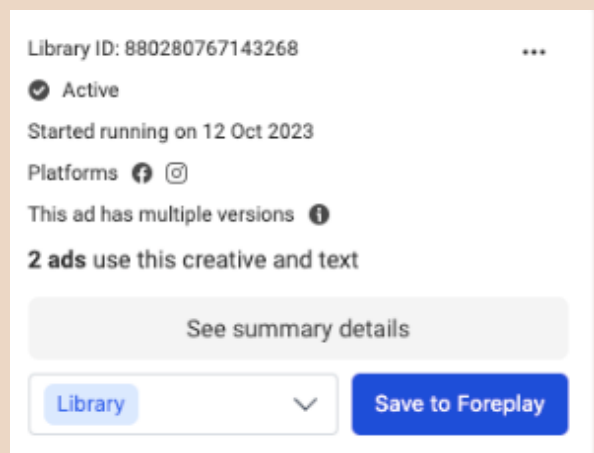 Library ID: 880280767143268
Active
Started running on 12 Oct 2023
Platforms
This ad has multiple versions
2 ads use this creative and text
See summary details
Library
Save to Foreplay